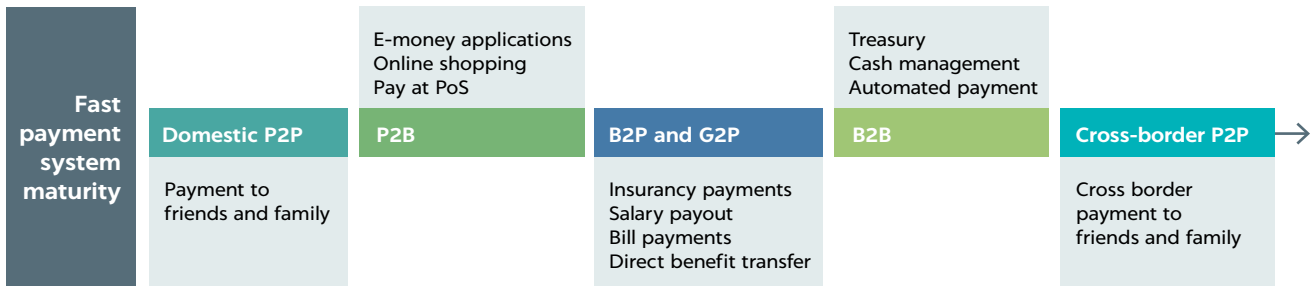 Fast
payment
system
maturity
Domestic P2P
Payment to
friends and family
E-money applications
Online shopping
Pay at PoS
P2B
B2P and G2P
Insurancy payments
Salary payout
Bill payments
Direct benefit transfer
Treasury
Cash management
Automated payment
B2B
Cross-border P2P
Cross border
payment to
friends and family